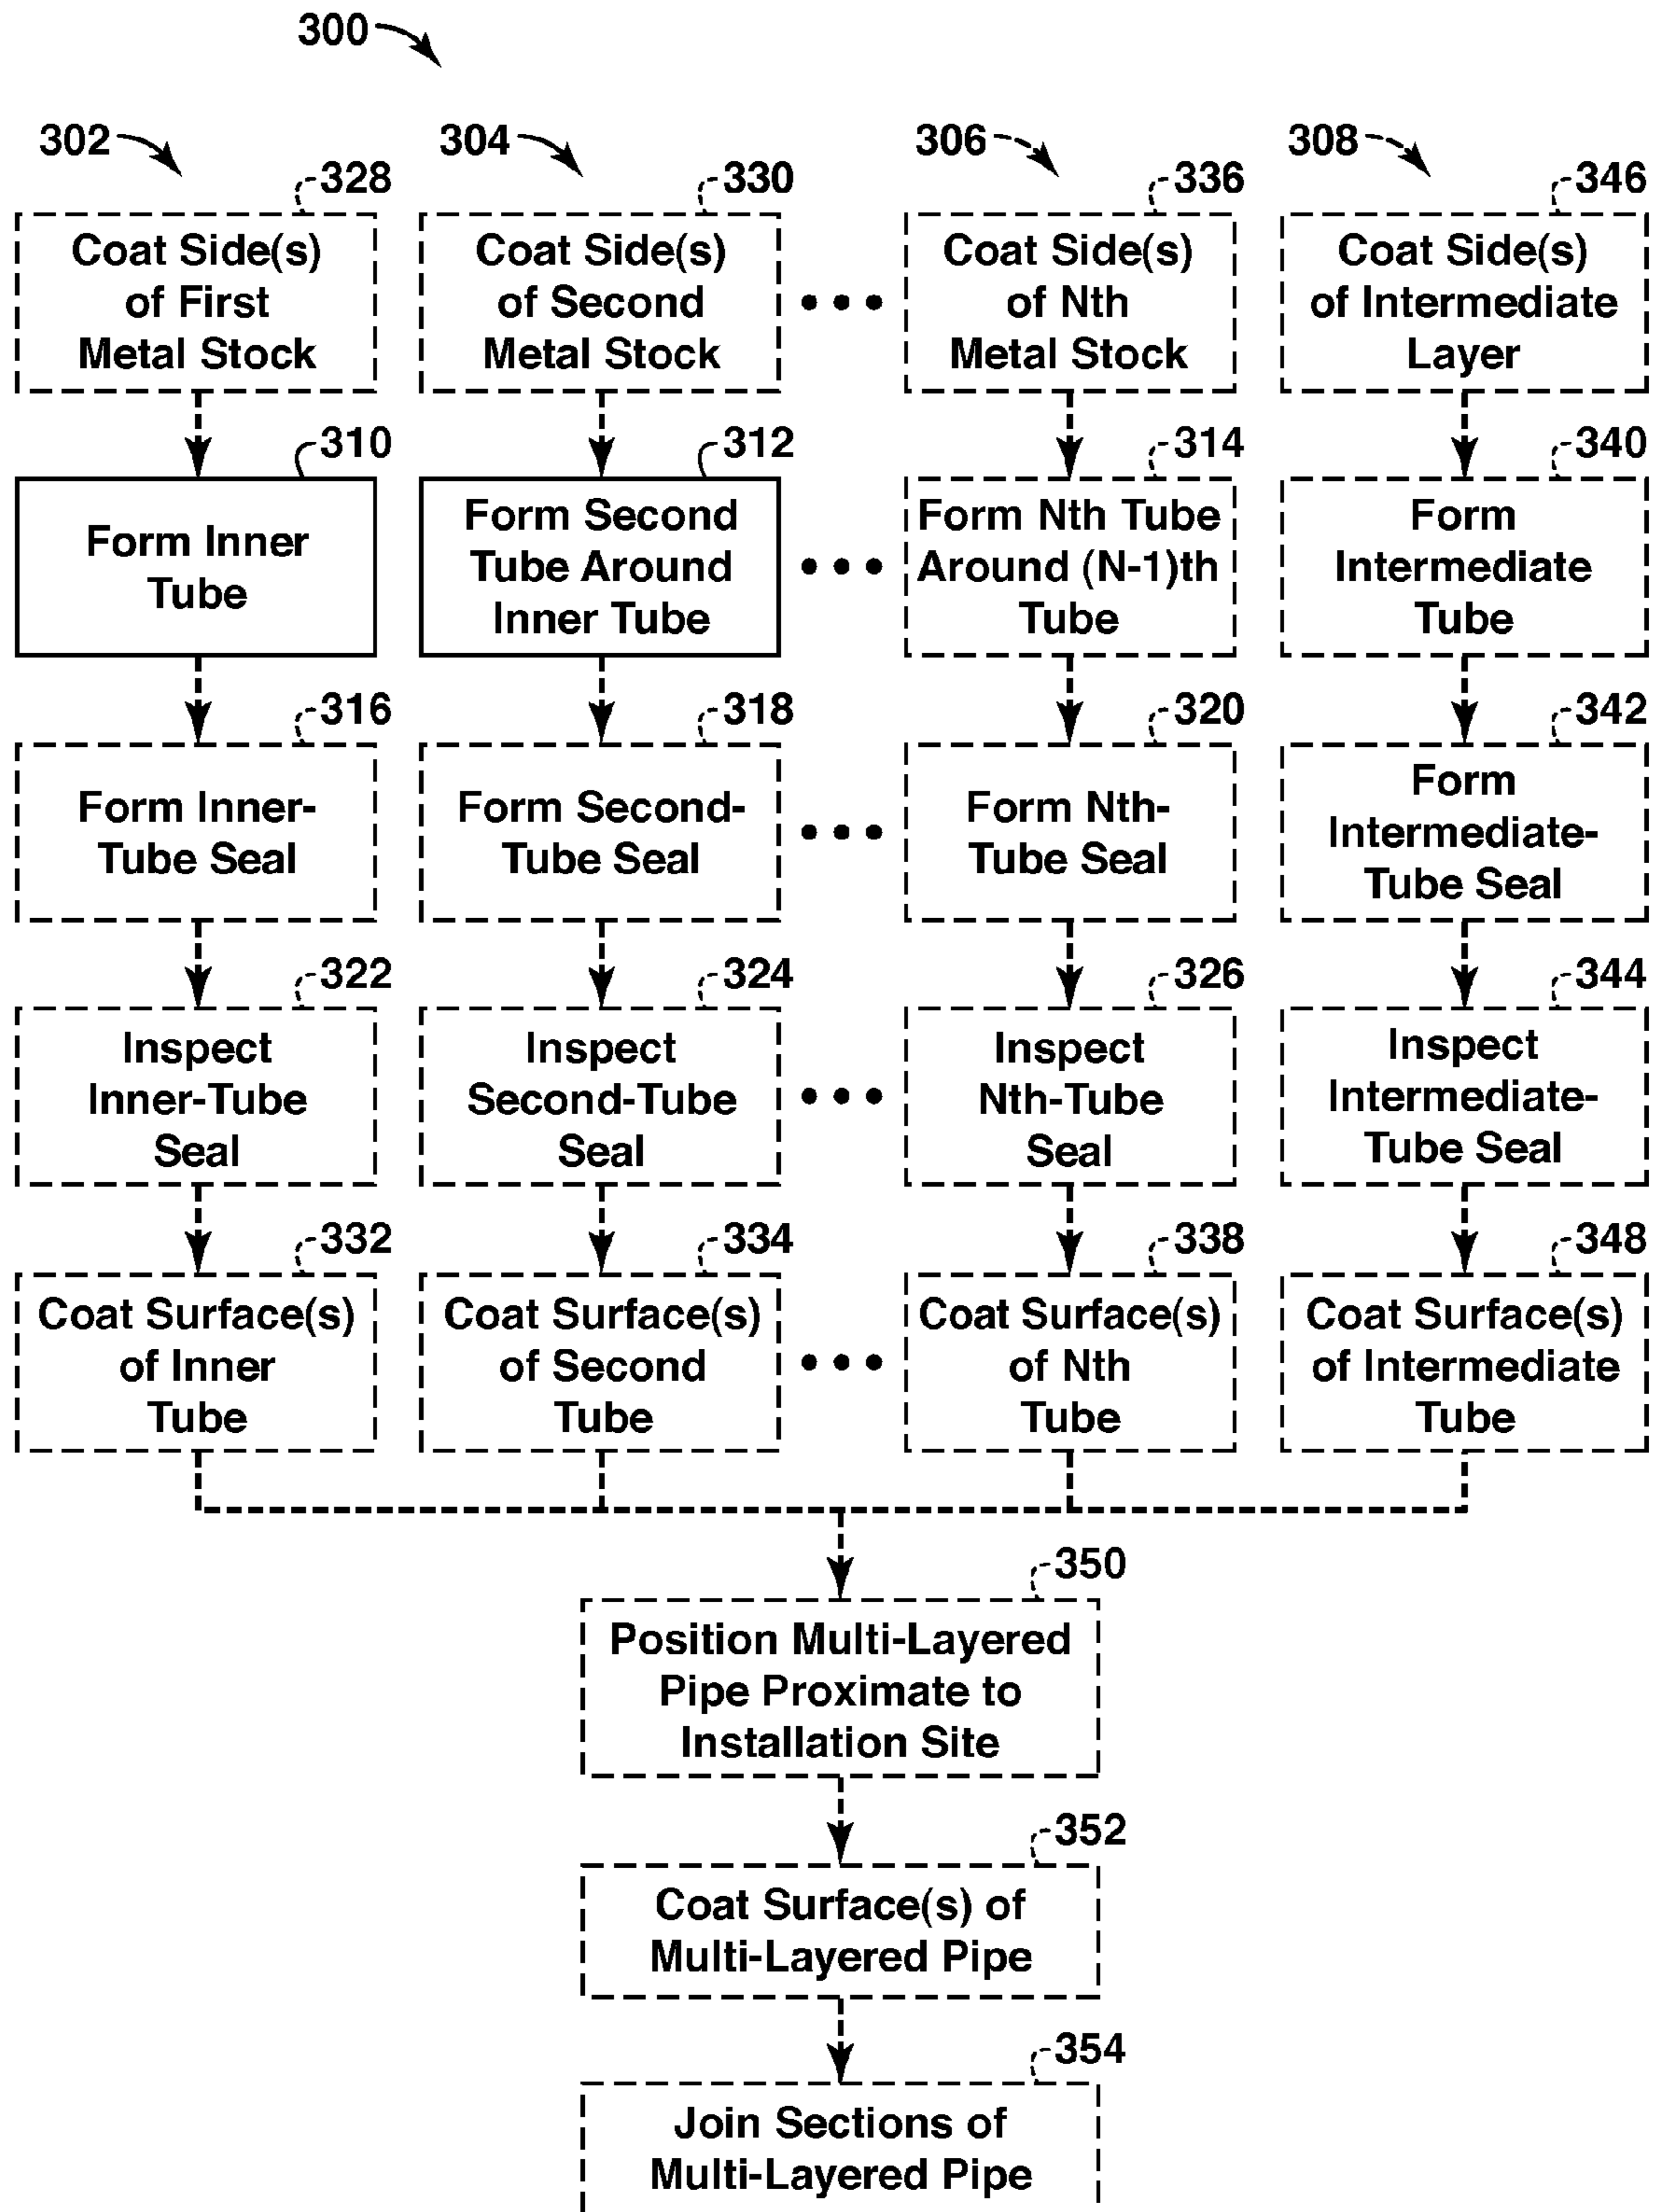 300
302
304
306
308
328
330
336
346
Coat Side(s)
of First
Metal Stock
Coat Side(s)
of Second
Metal Stock
Coat Side(s)
of Nth
Metal Stock
Coat Side(s)
of Intermediate
Layer
310
312
314
340
Form Inner
Tube
Form Second
Tube Around
Inner Tube
Form Nth Tube
Around (N-1)th
Tube
Form
Intermediate
Tube
316
318
320
342
Form Inner-
Tube Seal
Form Second-
Tube Seal
Form Nth-
Tube Seal
Form
Intermediate-
Tube Seal
322
324
326
344
Inspect
Inner-Tube
Seal
Inspect
Second-Tube
Seal
Inspect
Nth-Tube
Seal
Inspect
Intermediate-
Tube Seal
332
334
338
348
Coat Surface(s)
of Inner
Tube
Coat Surface(s)
of Second
Tube
Coat Surface(s)
of Nth
Tube
Coat Surface(s)
of Intermediate
Tube
350
Position Multi-Layered
Pipe Proximate to
Installation Site
352
Coat Surface(s) of
Multi-Layered Pipe
354
Join Sections of
Multi-Layered Pipe